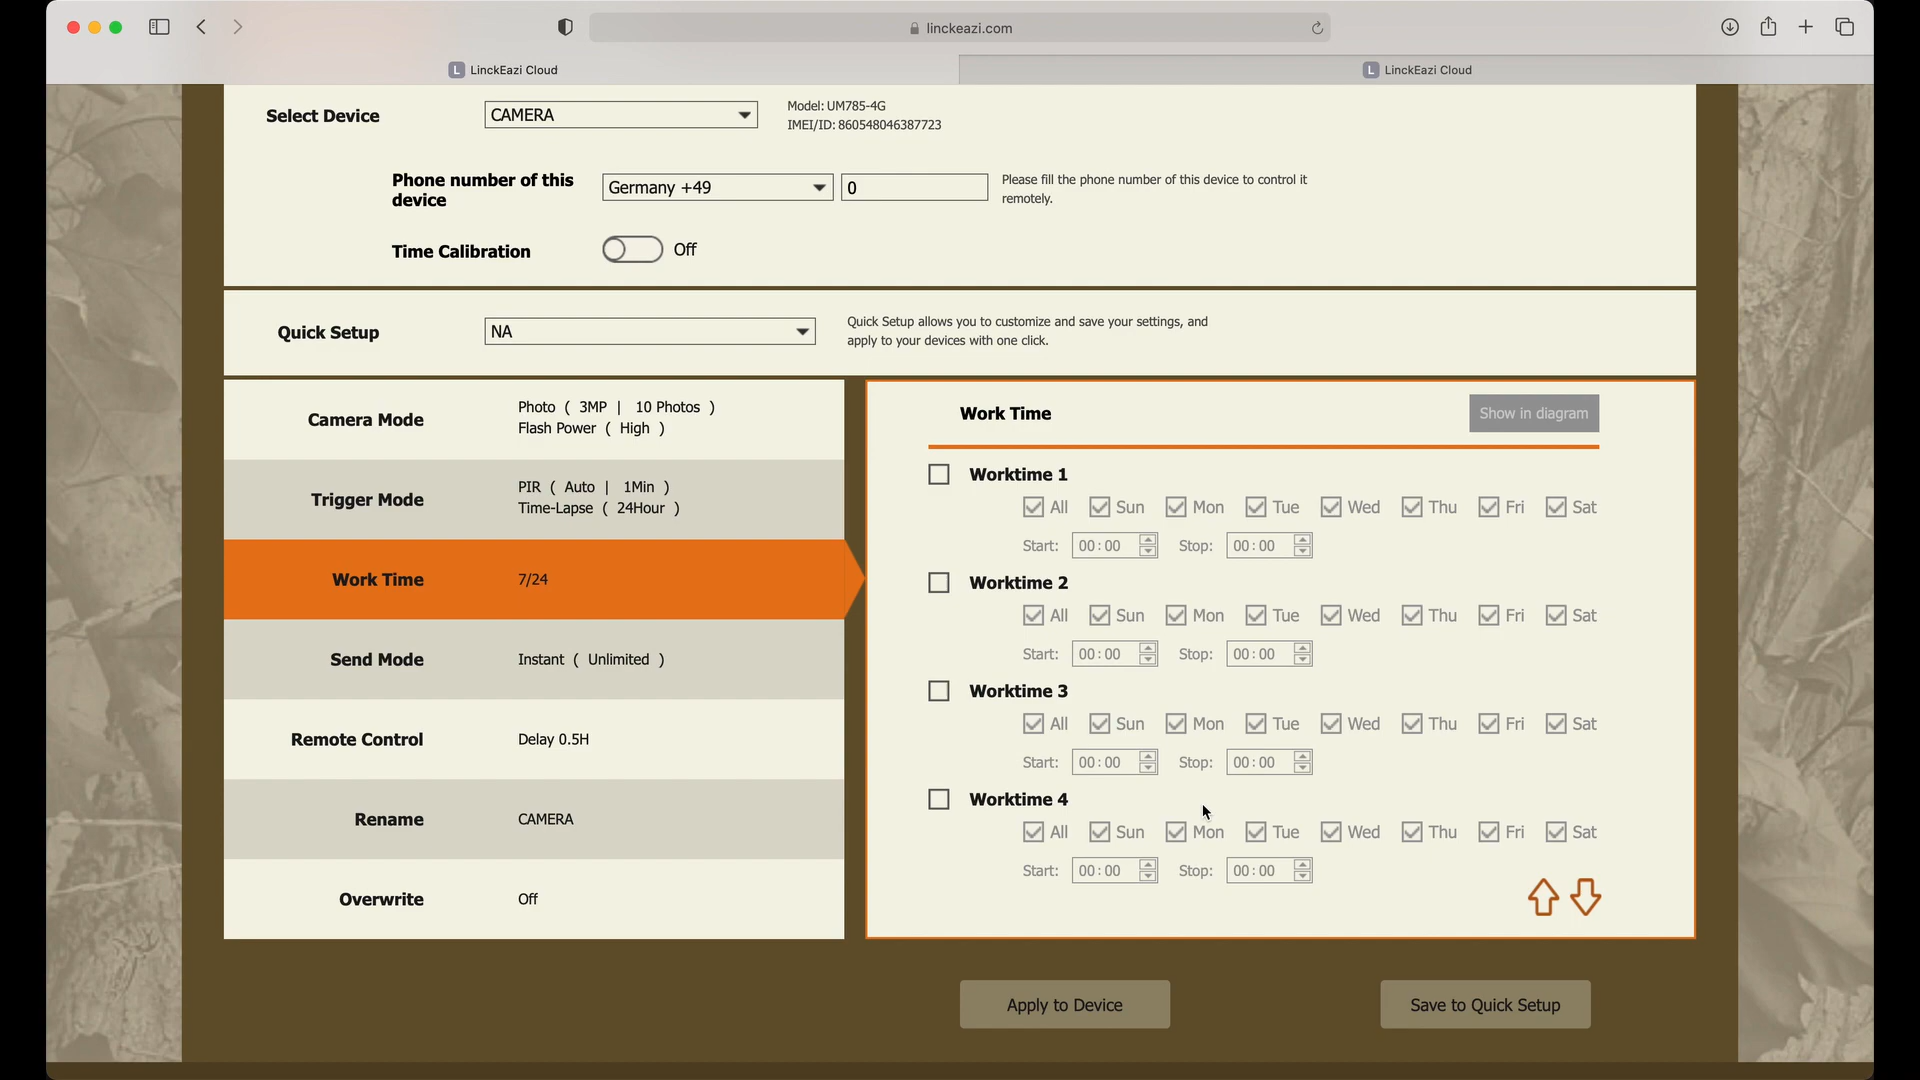 linckeazi.com
L LinckEazi Cloud
L LinckEazi Cloud
Select Device
CAMERA
Model: UM785-4G
IMEI/ID: 860548046387723
Phone number of this
device
Germany +49
0
Please fill the phone number of this device to control it
remotely.
Time Calibration
Off
Quick Setup
NA
Quick Setup allows you to customize and save your settings, and
apply to your devices with one click.
Camera Mode
Photo ( 3MP | 10 Photos )
Flash Power ( High )
Trigger Mode
PIR ( Auto | 1Min )
Time-Lapse ( 24Hour )
Work Time
7/24
Send Mode
Instant ( Unlimited )
Remote Control
Delay 0.5H
Rename
CAMERA
Overwrite
Off
Work Time
Show in diagram
Worktime 1
All Sun Mon Tue Wed Thu Fri Sat
Start: 00:00 Stop: 00:00
Worktime 2
All Sun Mon Tue Wed Thu Fri Sat
Start: 00:00 Stop: 00:00
Worktime 3
All Sun Mon Tue Wed Thu Fri Sat
Start: 00:00 Stop: 00:00
Worktime 4
All Sun Mon Tue Wed Thu Fri Sat
Start: 00:00 Stop: 00:00
Apply to Device
Save to Quick Setup